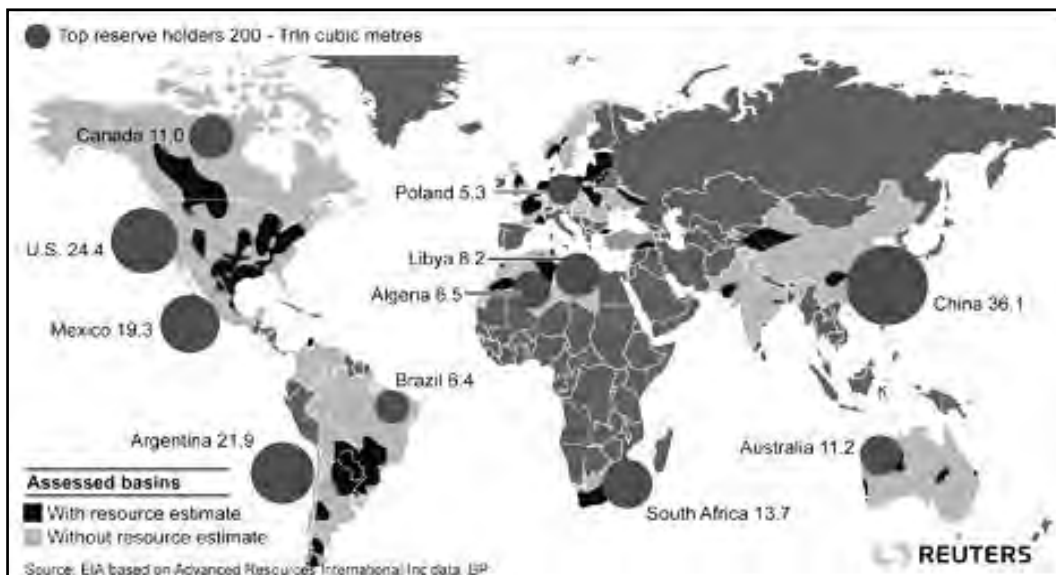 Top reserve holders 200 - Trln cubic metres
Canada 11.0
Poland 5.3
U.S. 24.4
Libya 8.2
Algeria 6.5
China 36.1
Mexico 19.3
Brazil 6.4
Argentina 21.9
Australia 11.2
Assessed basins
With resource estimate
South Africa 13.7
Without resource estimate
REUTERS
Source: EIA based on Advanced Resources International Inc data, BP